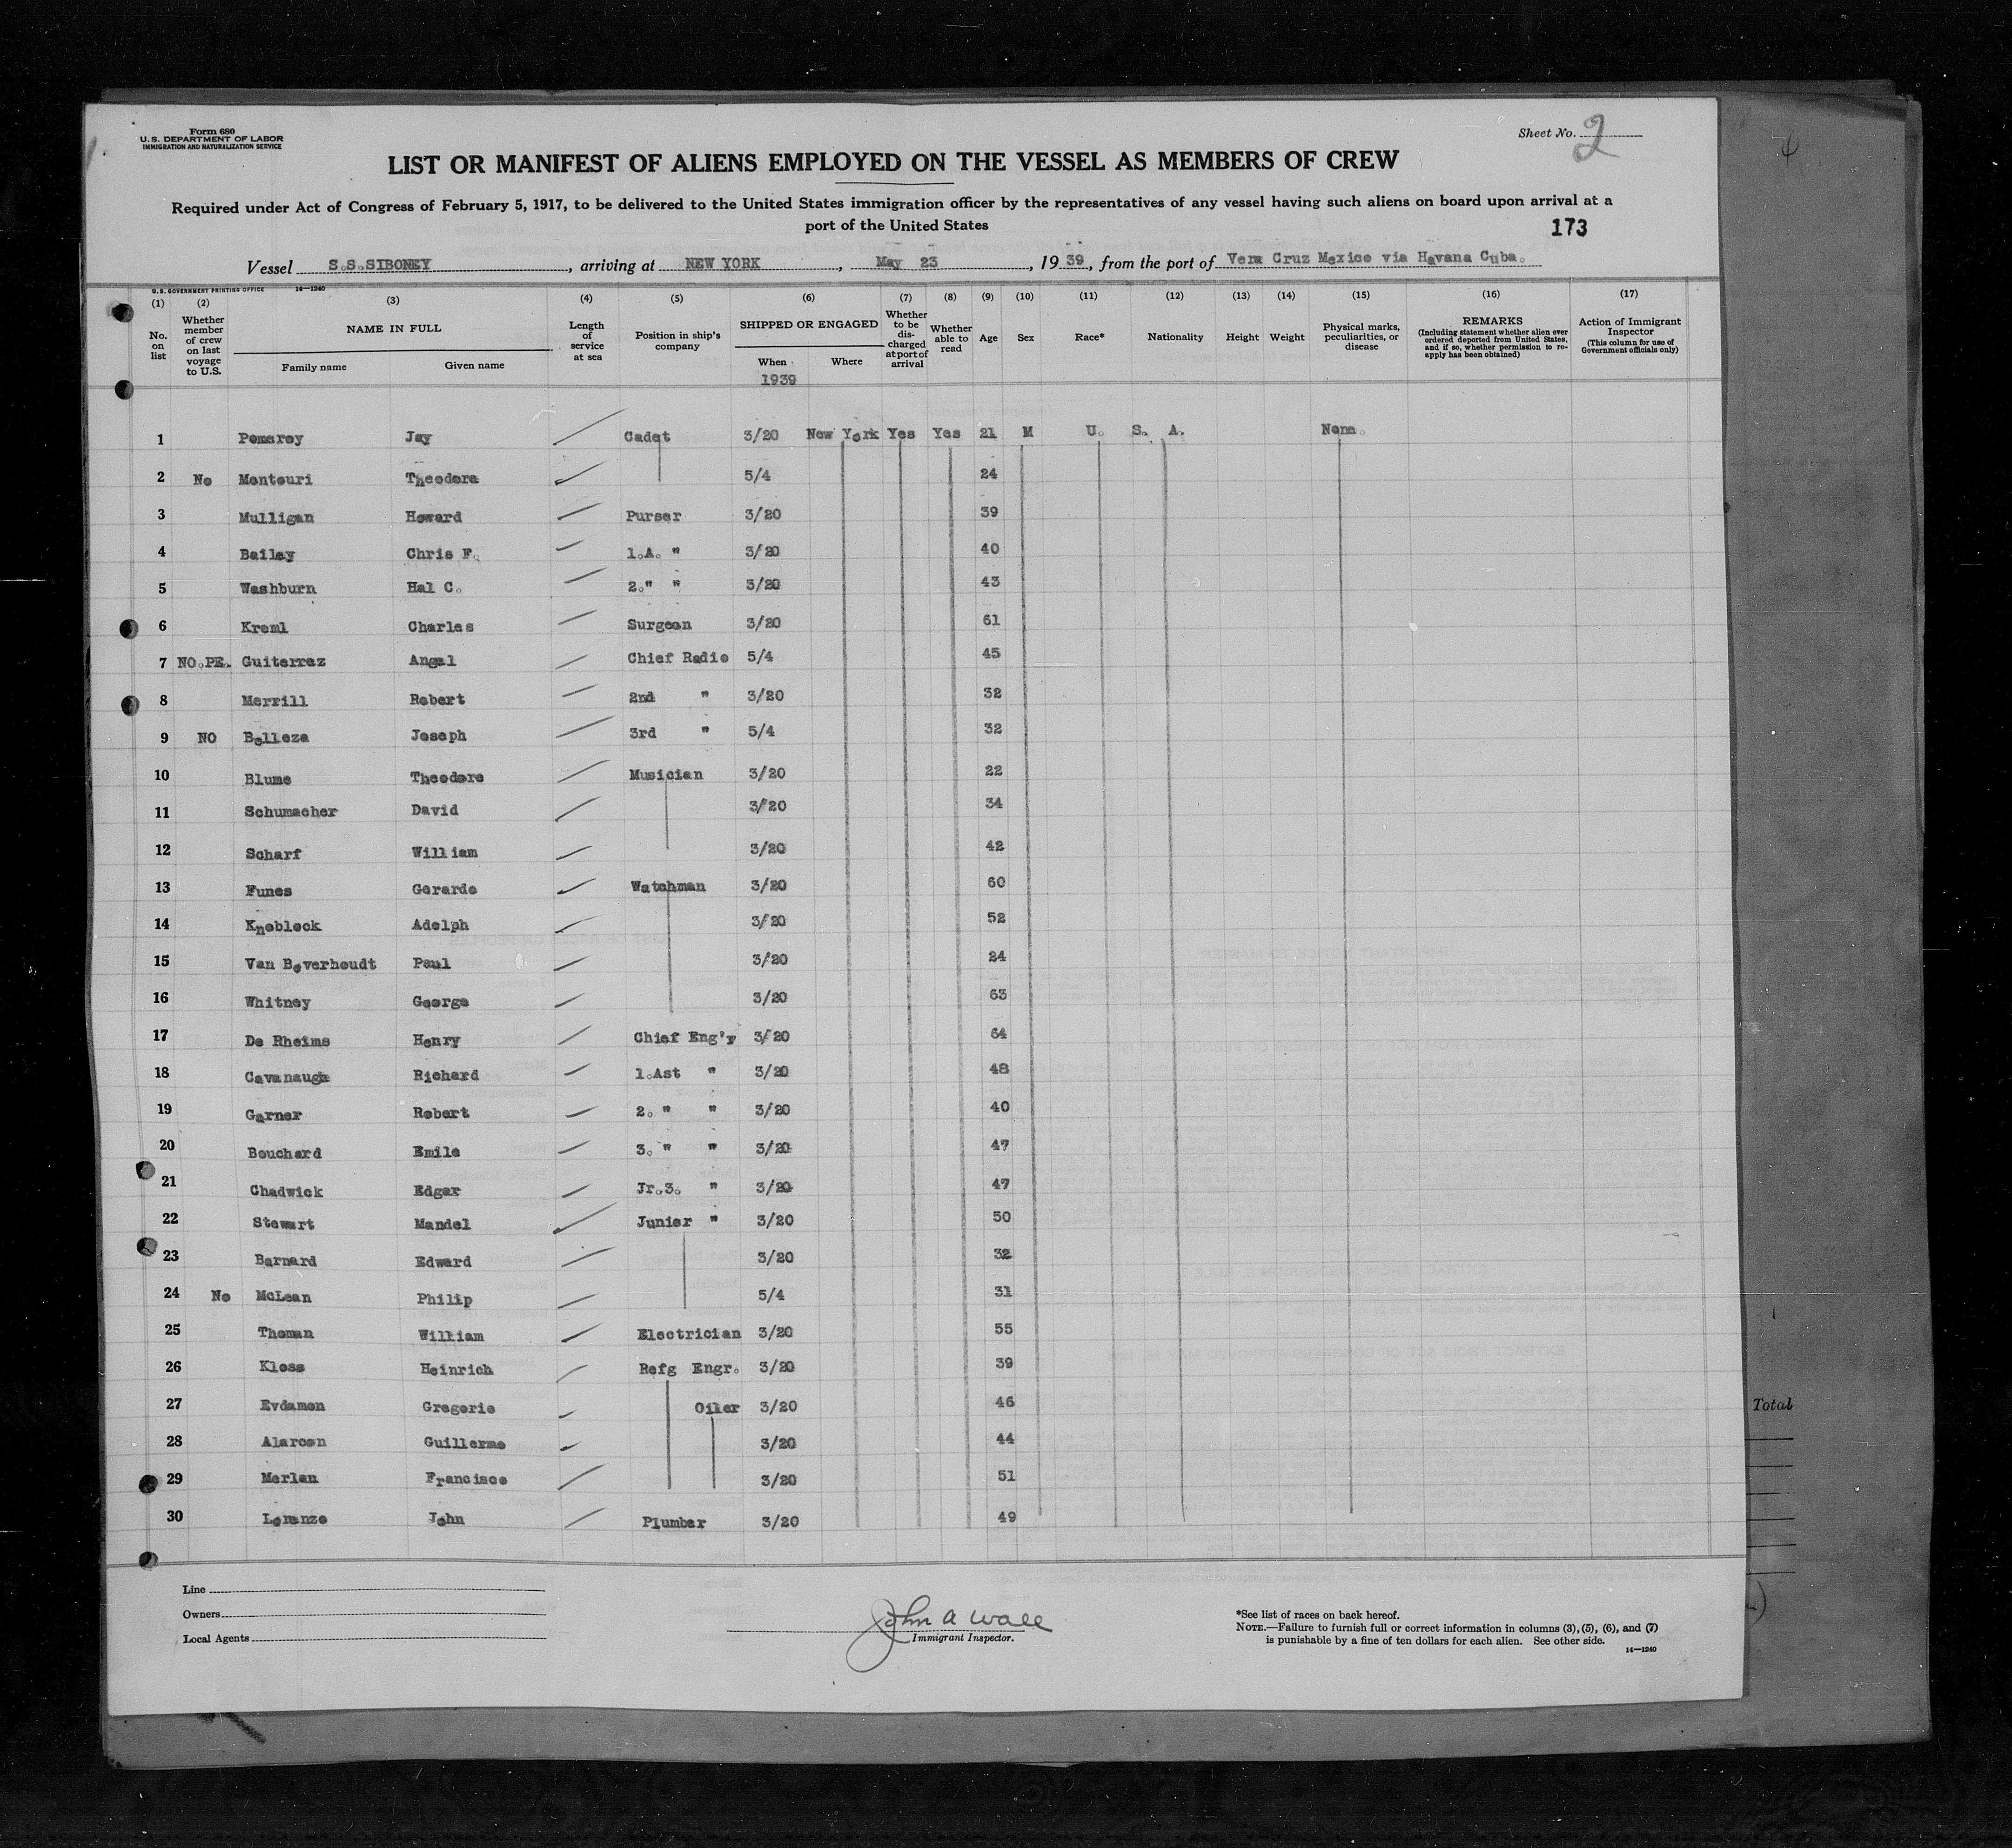 Form 680
U. S. DEPARTMENT OF LABOR
IMMIGRATION AND NATURALIZATION SERVICE
Sheet No. 2
4
LIST OR MANIFEST OF ALIENS EMPLOYED ON THE VESSEL AS MEMBERS OF CREW
Required under Act of Congress of February 5, 1917, to be delivered to the United States immigration officer by the representatives of any vessel having such aliens on board upon arrival at a
port of the United States
173
Vessel S.S.SIBONEY, arriving at NEW YORK, May 23, 1939, from the port of Vera Cruz Mexico via Havana Cuba.
U. S. GOVERNMENT PRINTING OFFICE 14—1240
(1) (2) (3) (4) (5) (6) (7) (8) (9) (10) (11) (12) (13) (14) (15) (16) (17)
No. on list
Whether member of crew on last voyage to U.S.
NAME IN FULL
Family name Given name
Length of service at sea
Position in ship's company
SHIPPED OR ENGAGED
When Where
1939
Whether to be discharged at port of arrival
Whether able to read
Age
Sex
Race*
Nationality
Height
Weight
Physical marks, peculiarities, or disease
REMARKS
(Including statement whether alien ever ordered deported from United States, and if so, whether permission to reapply has been obtained)
Action of Immigrant Inspector
(This column for use of Government officials only)
1 Pomeroy Jay Cadet 3/20 New York Yes Yes 21 M U. S. A. None.
2 No Montouri Theodore 5/4 24
3 Mulligan Howard Purser 3/20 39
4 Bailey Chris F. 1.A. " 3/20 40
5 Washburn Hal C. 2." " 3/20 43
6 Kreml Charles Surgeon 3/20 61
7 NO.PE. Guiterrez Angel Chief Radio 5/4 45
8 Merrill Robert 2nd " 3/20 32
9 NO Belleza Joseph 3rd " 5/4 32
10 Blume Theodore Musician 3/20 22
11 Schumacher David 3/20 34
12 Scharf William 3/20 42
13 Funes Gerardo Watchman 3/20 60
14 Knoblock Adolph 3/20 52
15 Van Beverhoudt Paul 3/20 24
16 Whitney George 3/20 63
17 De Rheims Henry Chief Eng'r 3/20 64
18 Cavanaugh Richard 1.Ast " 3/20 48
19 Garner Robert 2. " " 3/20 40
20 Bouchard Emile 3. " " 3/20 47
21 Chadwick Edgar Jr.3. " 3/20 47
22 Stewart Mandel Junior " 3/20 50
23 Barnard Edward 3/20 32
24 No McLean Philip 5/4 31
25 Thoman William Electrician 3/20 55
26 Kloss Heinrich Refg Engr. 3/20 39
27 Evdamon Gregorio Oiler 3/20 46
28 Alarcon Guillermo 3/20 44
29 Merlan Francisco 3/20 51
30 Lorenzo John Plumber 3/20 49
Total
Line
Owners
Local Agents
John A Wall
Immigrant Inspector.
*See list of races on back hereof.
NOTE.—Failure to furnish full or correct information in columns (3), (5), (6), and (7)
is punishable by a fine of ten dollars for each alien. See other side.
14—1240